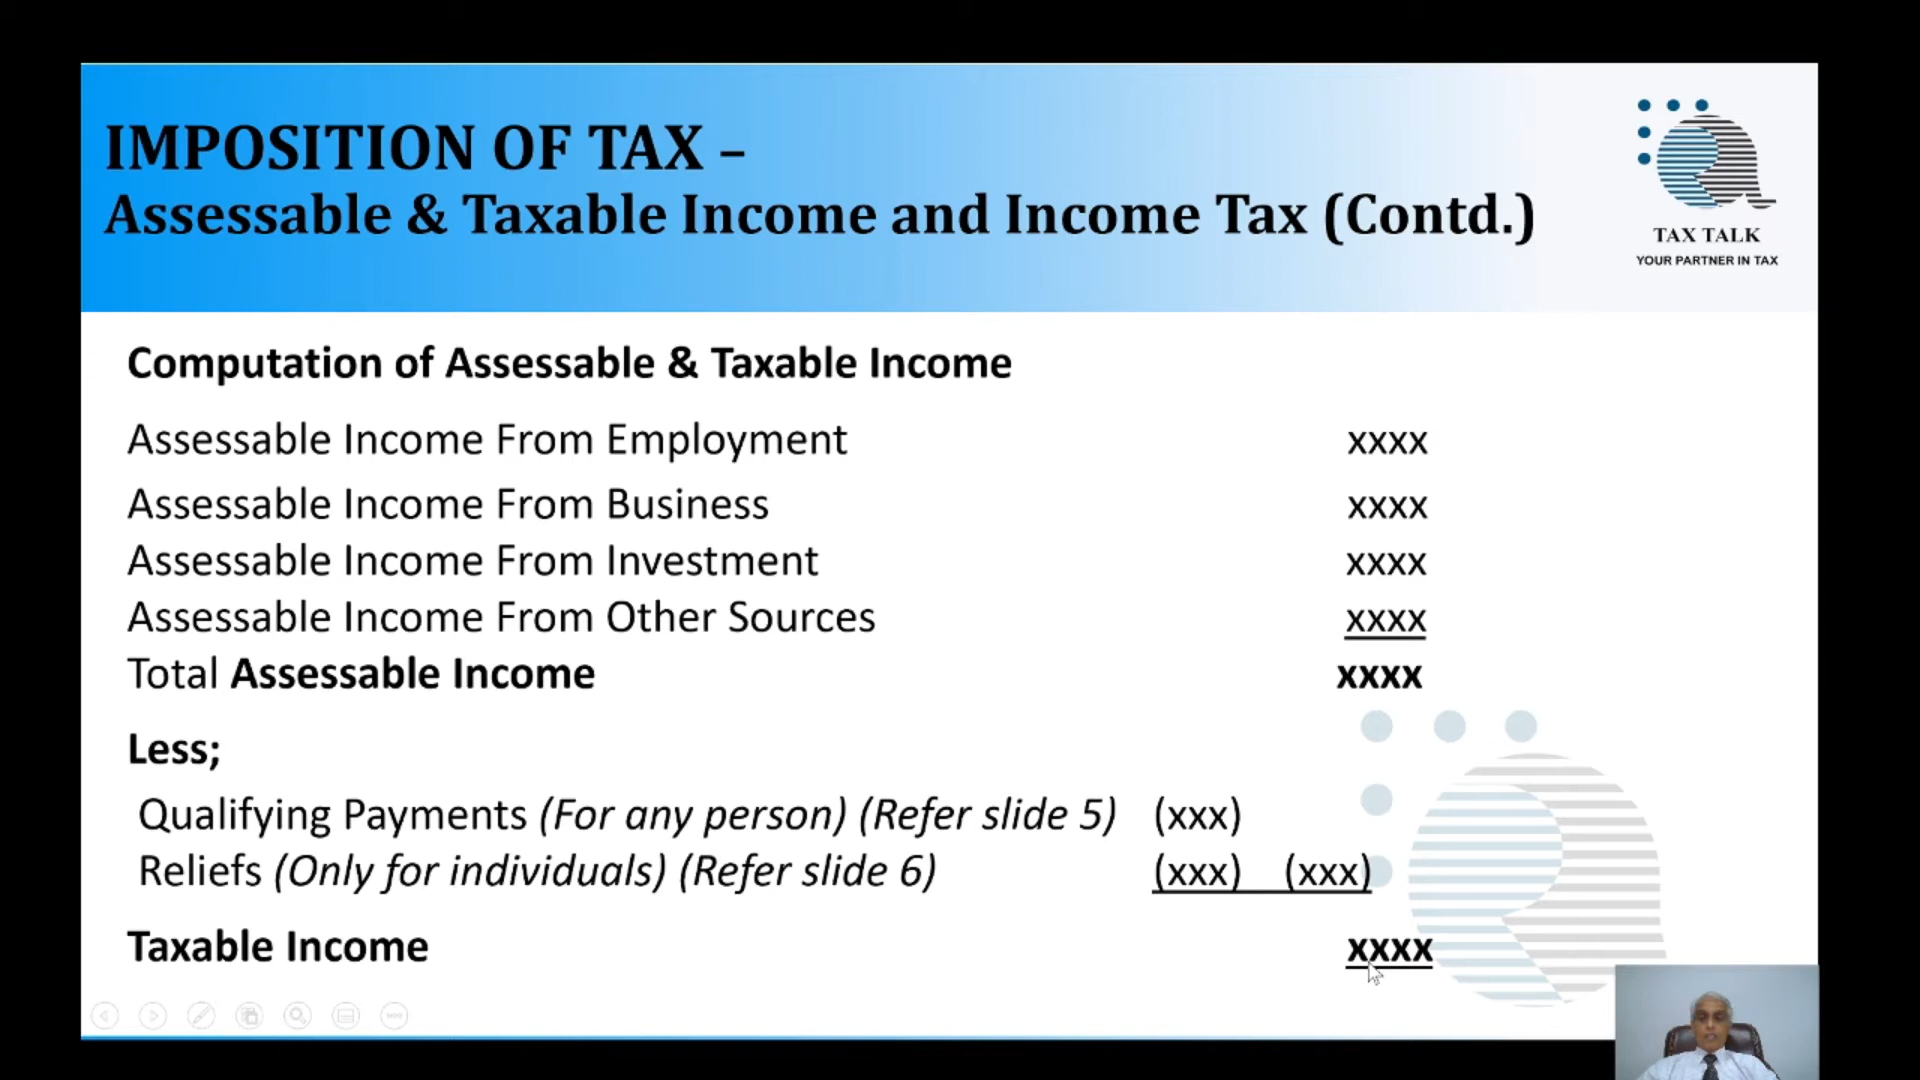 IMPOSITION OF TAX –
Assessable & Taxable Income and Income Tax (Contd.)
TAX TALK
YOUR PARTNER IN TAX
Computation of Assessable & Taxable Income
Assessable Income From Employment xxxx
Assessable Income From Business xxxx
Assessable Income From Investment xxxx
Assessable Income From Other Sources xxxx
Total Assessable Income xxxx
Less;
Qualifying Payments (For any person) (Refer slide 5) (xxx)
Reliefs (Only for individuals) (Refer slide 6) (xxx) (xxx)
Taxable Income xxxx